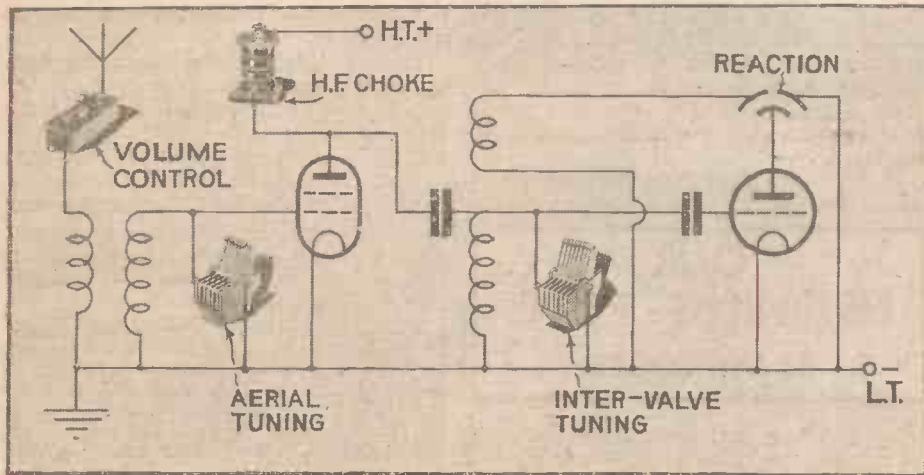 H.T.+
H.F. CHOKE
REACTION
VOLUME
CONTROL
AERIAL
TUNING
INTER-VALVE
TUNING
L.T.